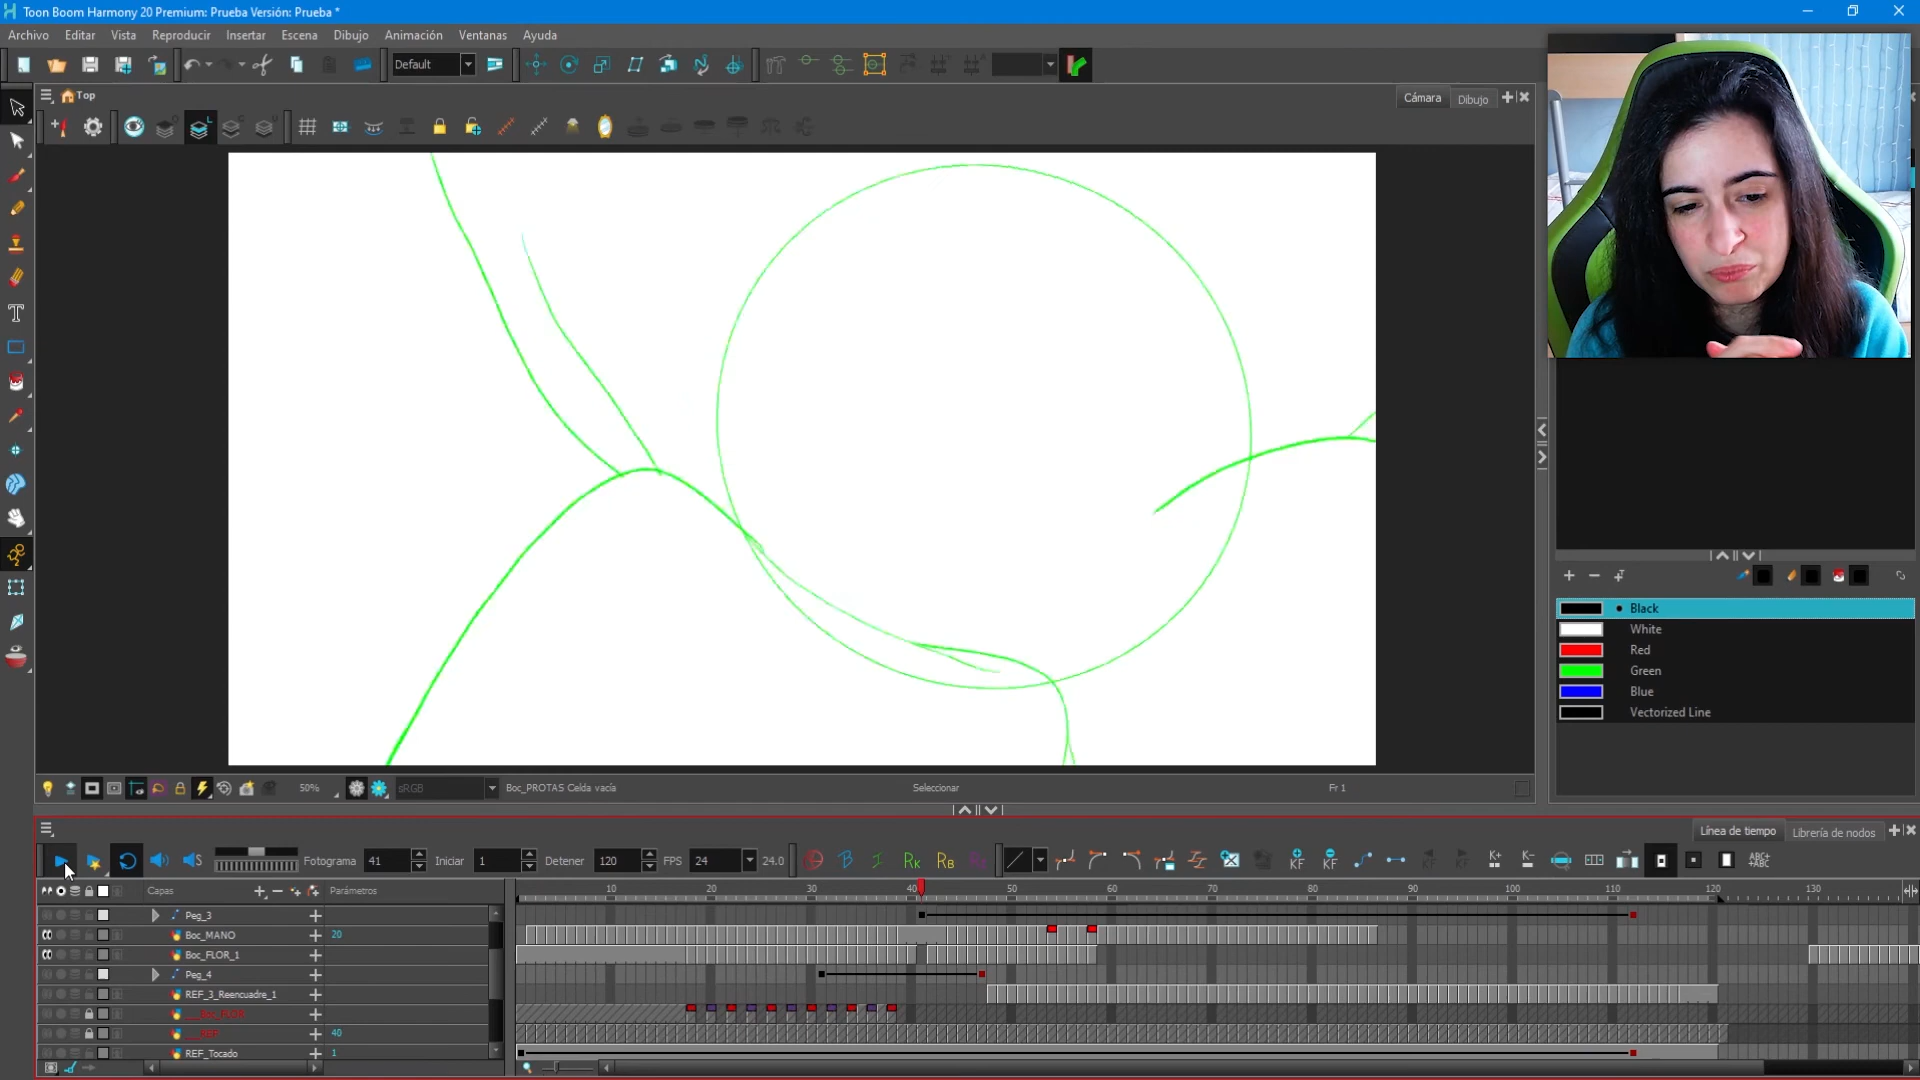 Toon Boom Harmony 20 Premium: Prueba Versión: Prueba *
Archivo Editar Vista Reproducir Insertar Escena Dibujo Animación Ventanas Ayuda
Default
Top
Cámara Dibujo
Black
White
Red
Green
Blue
Vectorized Line
50% sRGB Boc_PROTAS Celda vacía Seleccionar Fr 1
Línea de tiempo Librería de nodos
Fotograma 41 Iniciar 1 Detener 120 FPS 24 24.0
Capas Parámetros
10 20 30 40 50 60 70 80 90 100 110 120 130
Peg_3
Boc_MANO 20
Boc_FLOR_1
Peg_4
REF_3_Reencuadre_1
REF_Tocado 1
40